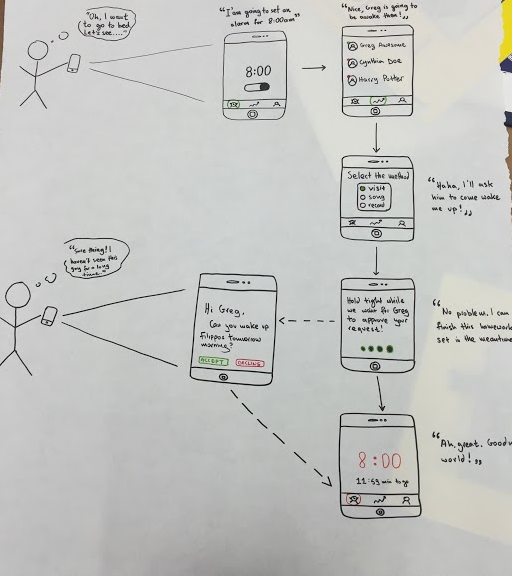 "Uh, I want
to go to bed.
Let's see...."
"I'am going to set an
alarm for 8:00am"
8:00
"Nice, Greg is going to
be awake then!"
Greg Awesome
Cynthia Doe
Harry Potter
Select the method
visit
song
record
"Haha, I'll ask
him to come wake
me up!"
Hold tight while
we wait for Greg
to approve your
request!
"No problem. I can
finish this homework
set in the meantime
"Sure thing! I
haven't seen this
guy for a long
time."
Hi Greg,
Can you wake up
Filippos tomorrow
morning?
ACCEPT
DECLINE
8:00
11:59 min to go
"Ah, great.
world!"